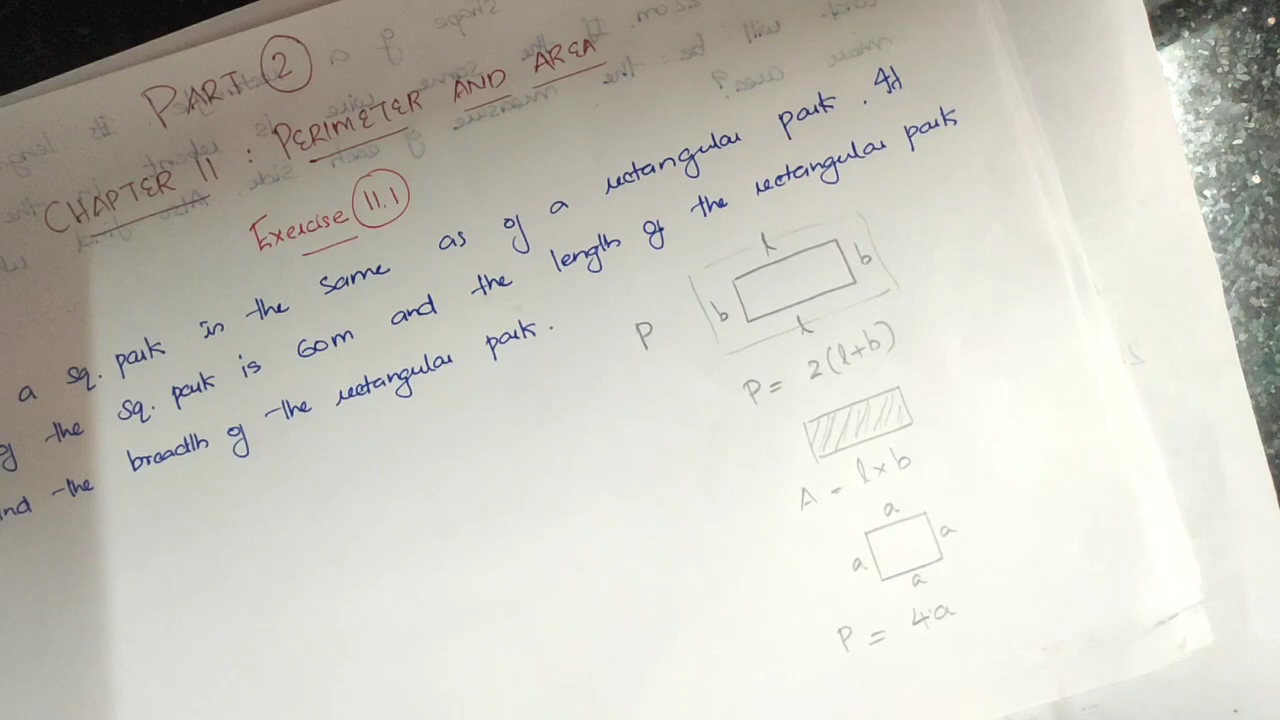 PART 2
CHAPTER 11 : PERIMETER AND AREA
Exercise 11.1
a sq. park is the same as of a rectangular park. If
the sq. park is 60m and the length of the rectangular park
the breadth of the rectangular park.
P
l
b
b
l
P = 2(l+b)
A = l×b
a
a
a
a
P = 4a